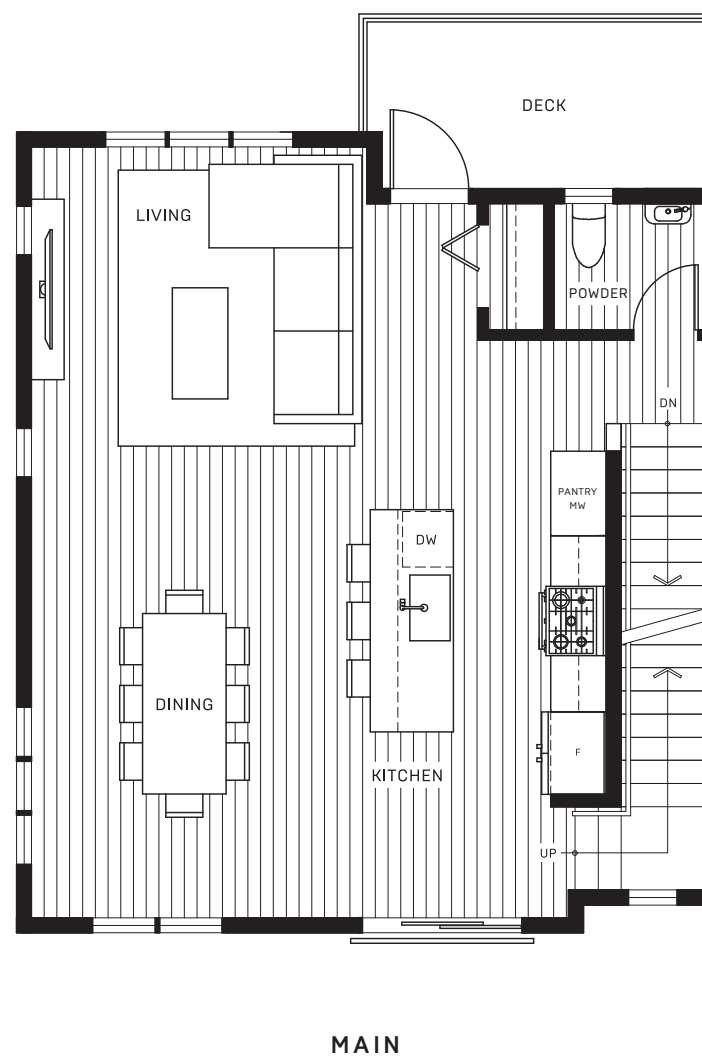 DECK
LIVING
POWDER
DN
PANTRY
MW
DW
DINING
F
KITCHEN
UP
MAIN